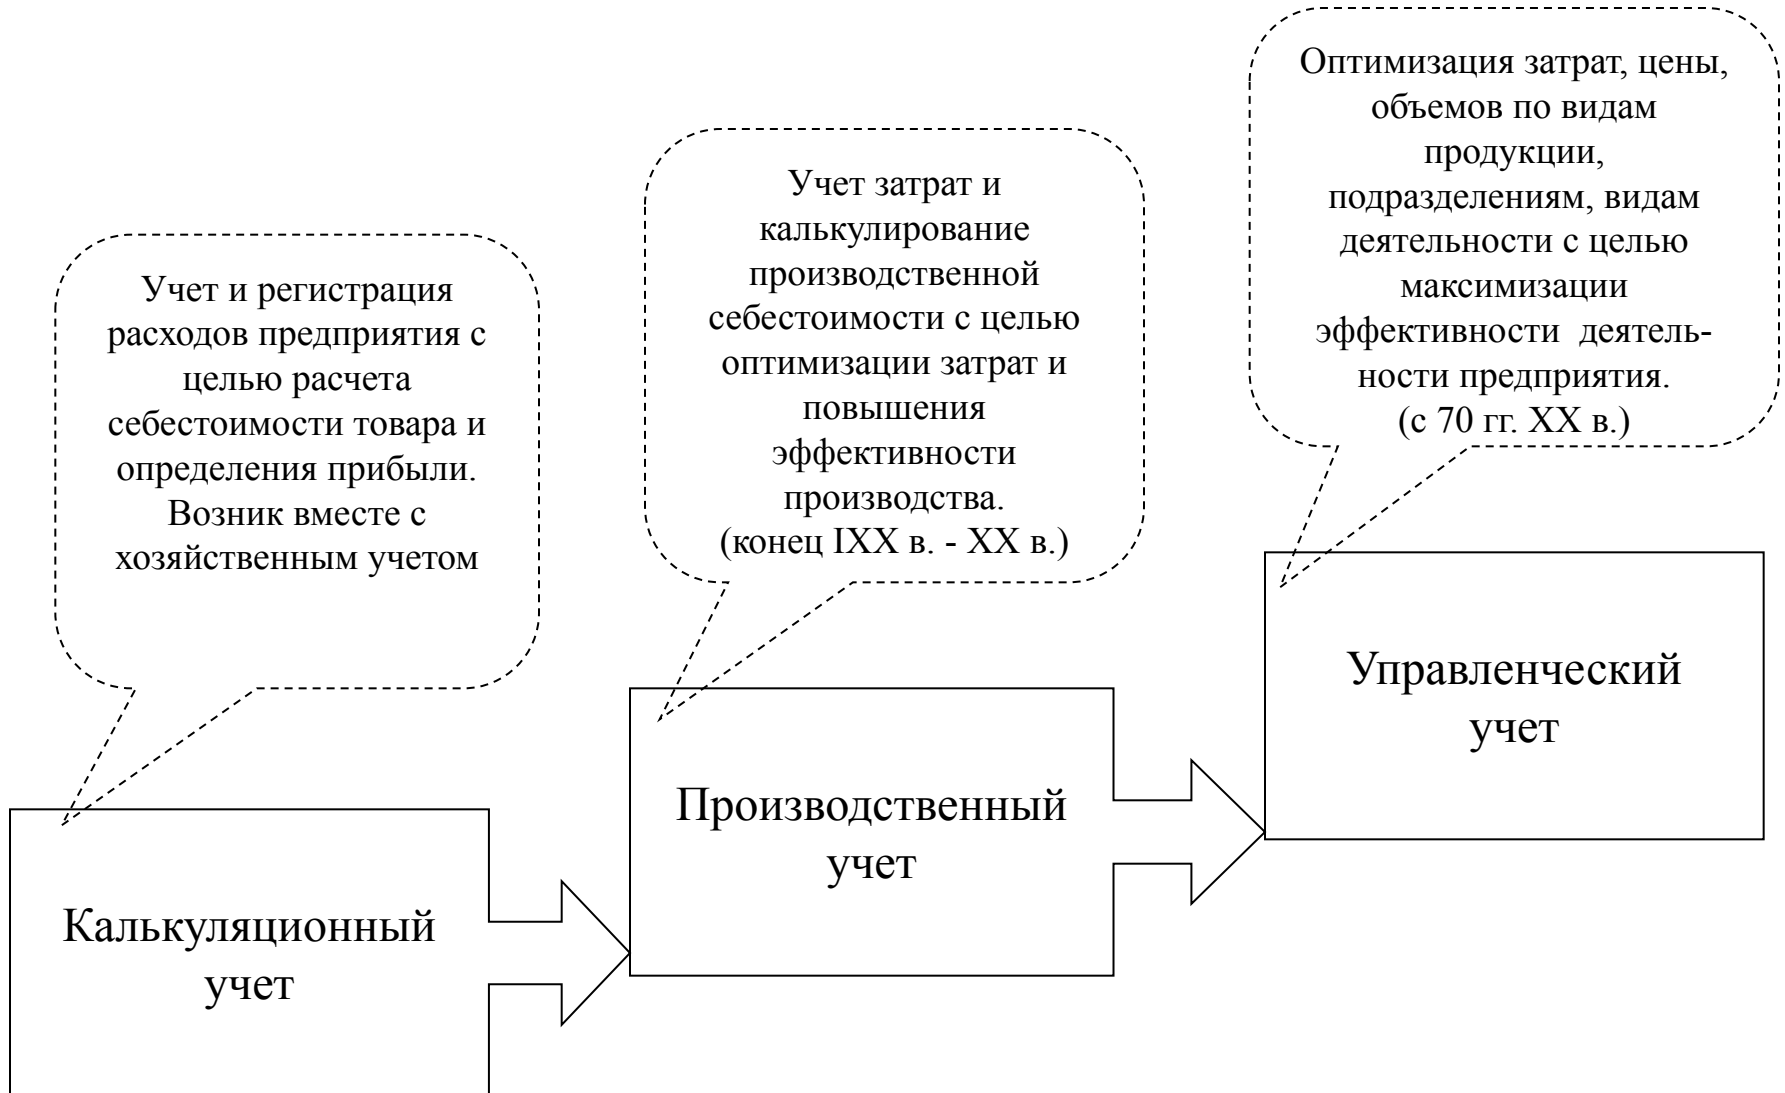 Учет и регистрация
расходов предприятия с
целью расчета
себестоимости товара и
определения прибыли.
Возник вместе с
хозяйственным учетом
Калькуляционный
учет
Учет затрат и
калькулирование
производственной
себестоимости с целью
оптимизации затрат и
повышения
эффективности
производства.
(конец IXX в. - XX в.)
Производственный
учет
Оптимизация затрат, цены,
объемов по видам
продукции,
подразделениям, видам
деятельности с целью
максимизации
эффективности деятель-
ности предприятия.
(с 70 гг. XX в.)
Управленческий
учет